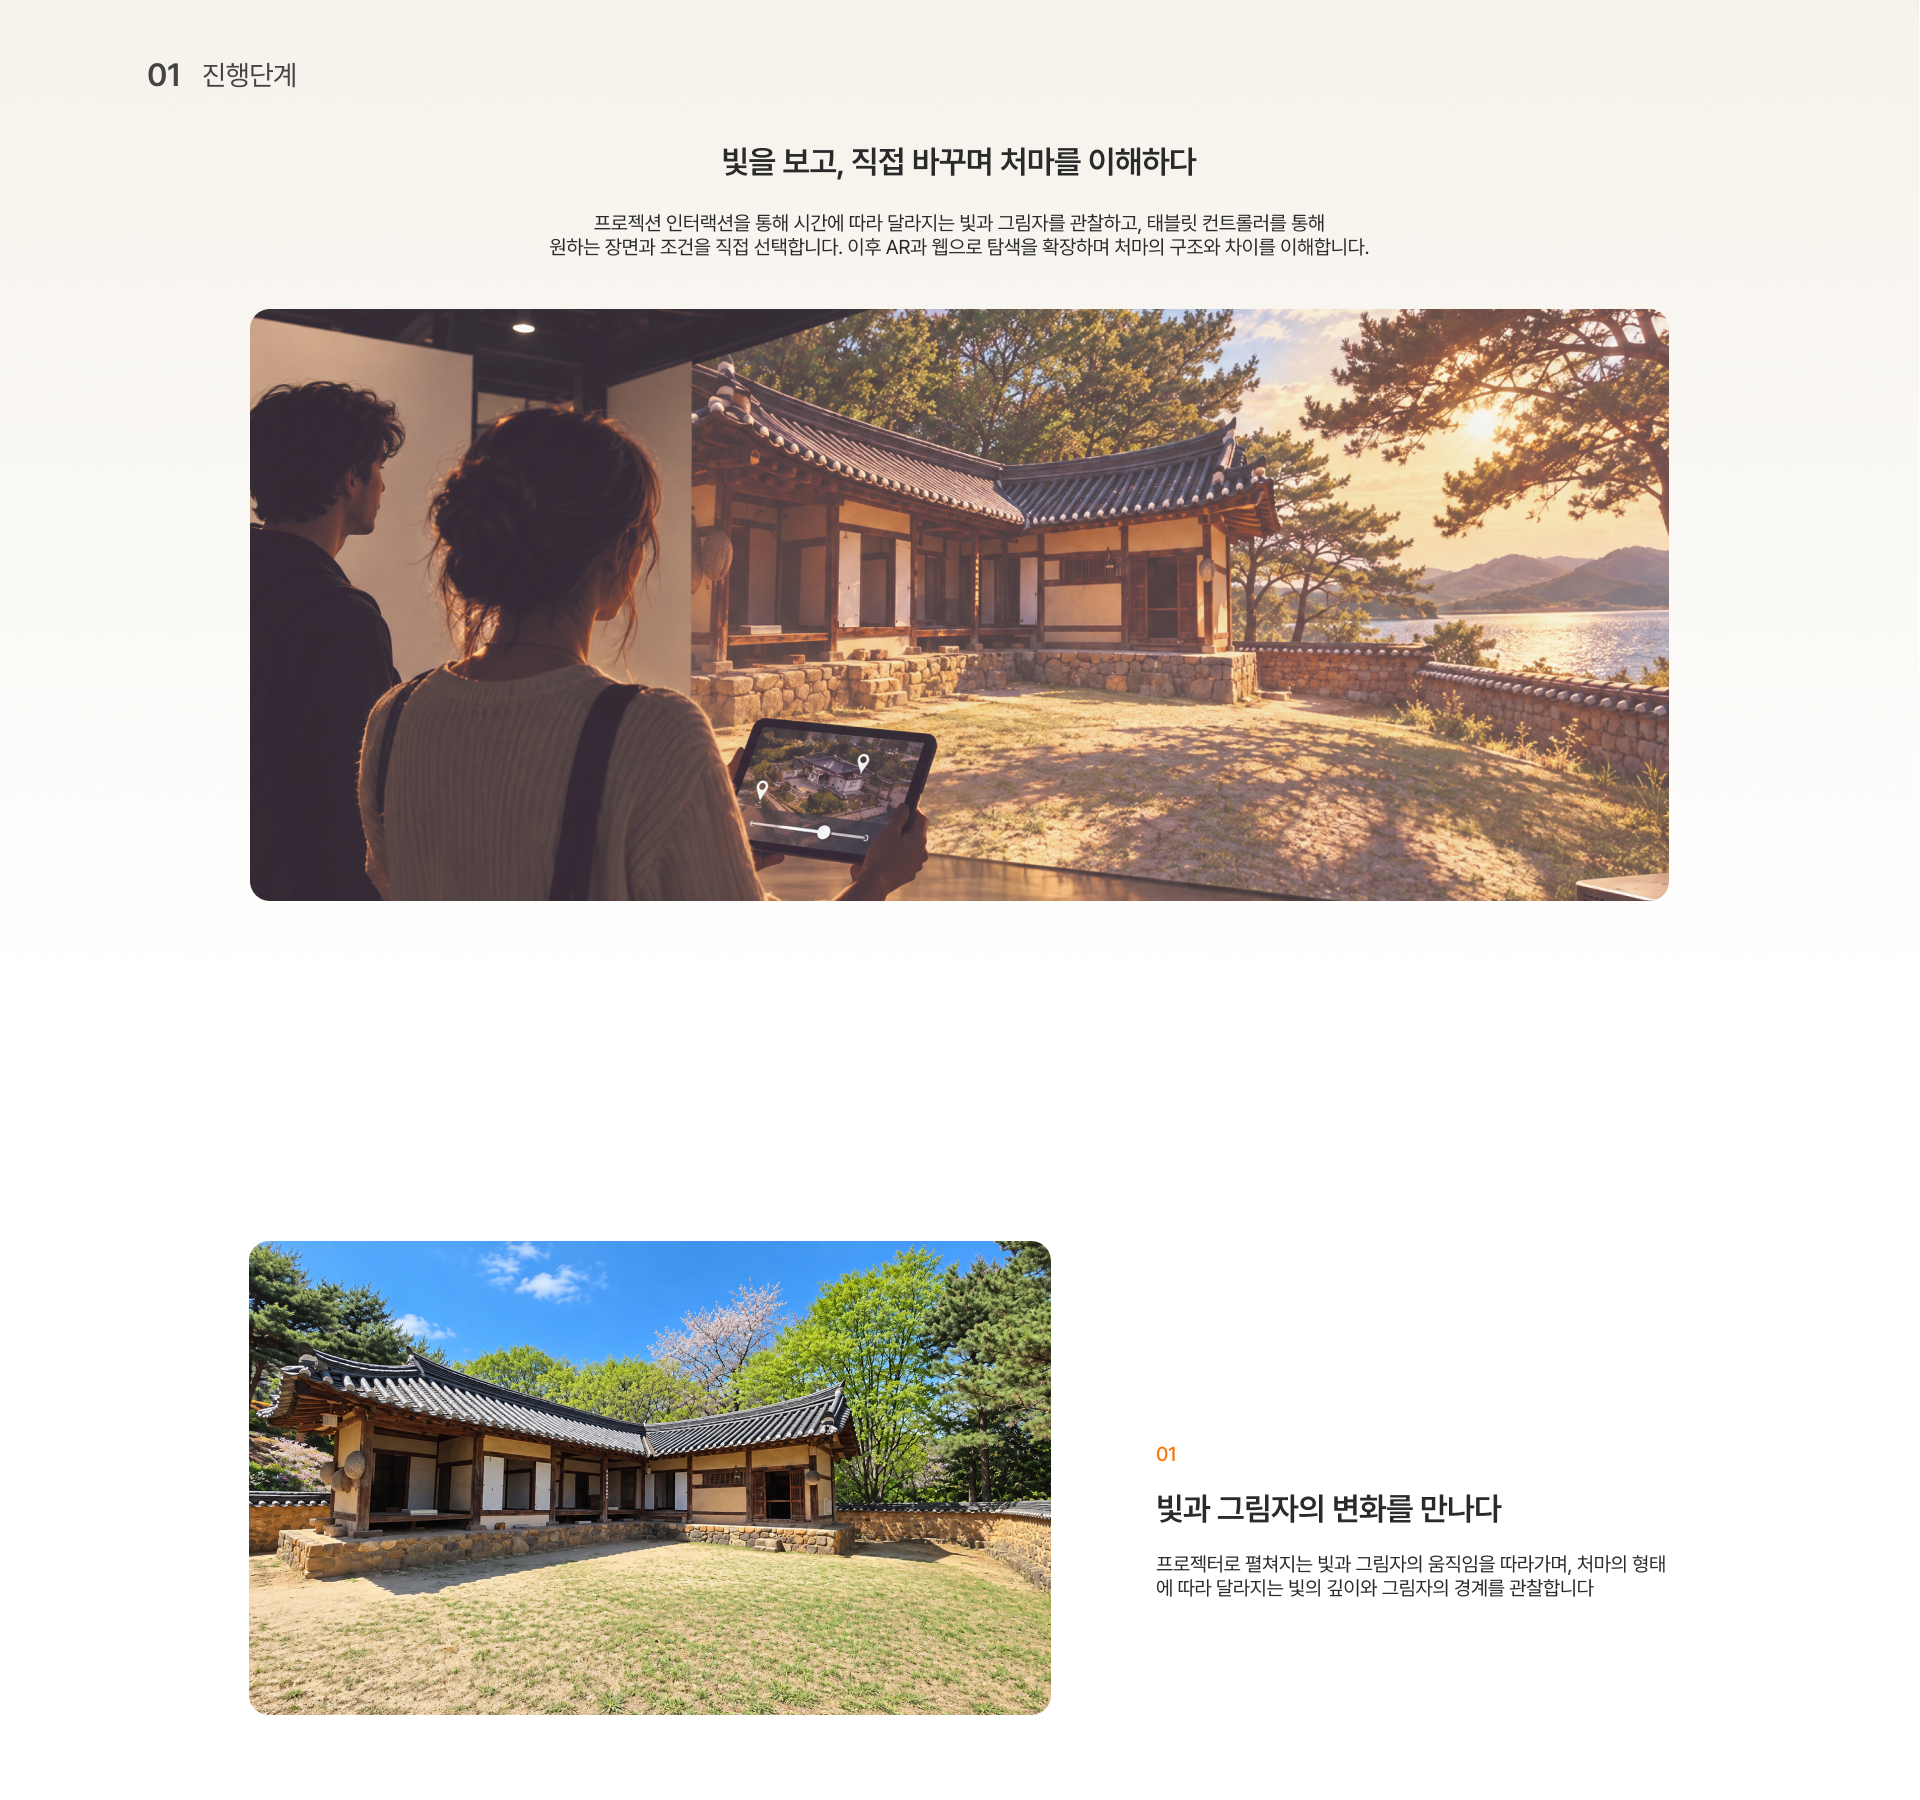 01 진행단계
빛을 보고, 직접 바꾸며 처마를 이해하다
프로젝션 인터랙션을 통해 시간에 따라 달라지는 빛과 그림자를 관찰하고, 태블릿 컨트롤러를 통해
원하는 장면과 조건을 직접 선택합니다. 이후 AR과 웹으로 탐색을 확장하며 처마의 구조와 차이를 이해합니다.
01
빛과 그림자의 변화를 만나다
프로젝터로 펼쳐지는 빛과 그림자의 움직임을 따라가며, 처마의 형태
에 따라 달라지는 빛의 깊이와 그림자의 경계를 관찰합니다